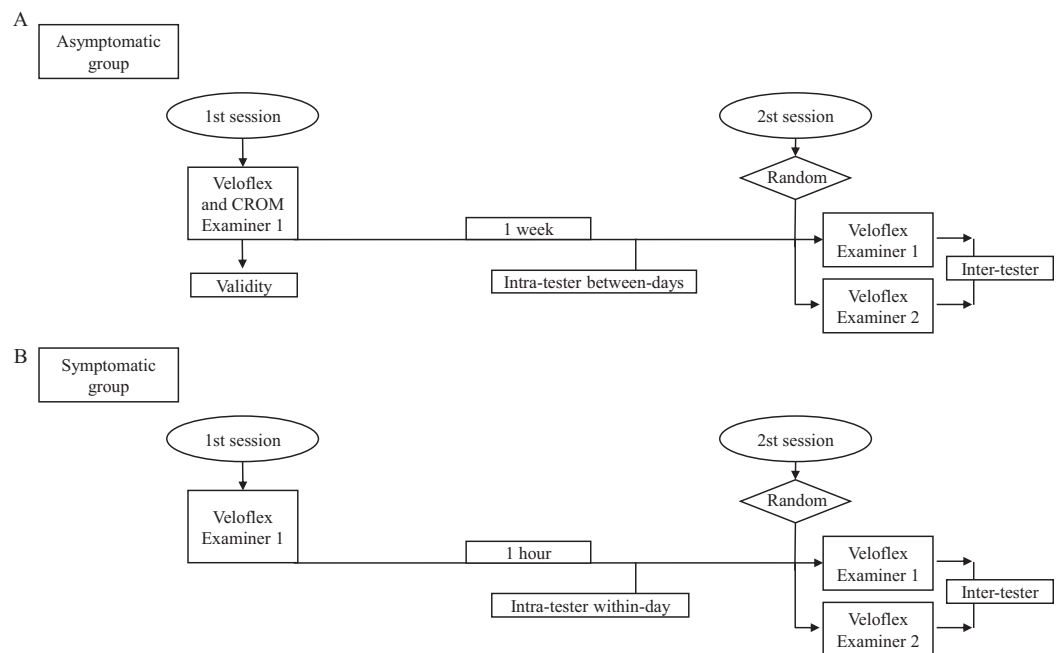 A
Asymptomatic
group
1st session
2st session
Veloflex
and CROM
Examiner 1
Random
1 week
Veloflex
Examiner 1
Validity
Intra-tester between-days
Inter-tester
Veloflex
Examiner 2
B
Symptomatic
group
1st session
2st session
Veloflex
Examiner 1
Random
1 hour
Veloflex
Examiner 1
Intra-tester within-day
Inter-tester
Veloflex
Examiner 2